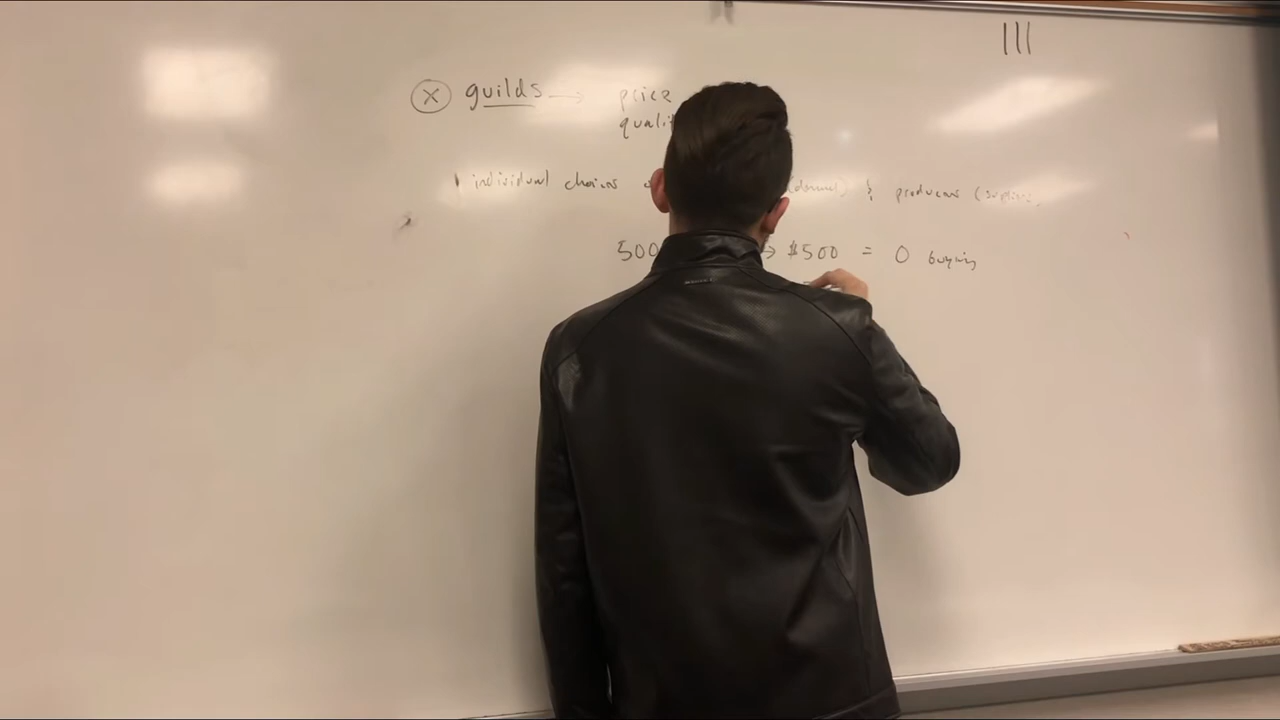 |||
ⓧ guilds → price
quali
individual choices (demand) & producers (suppliers
500 → $500 = 0 buying